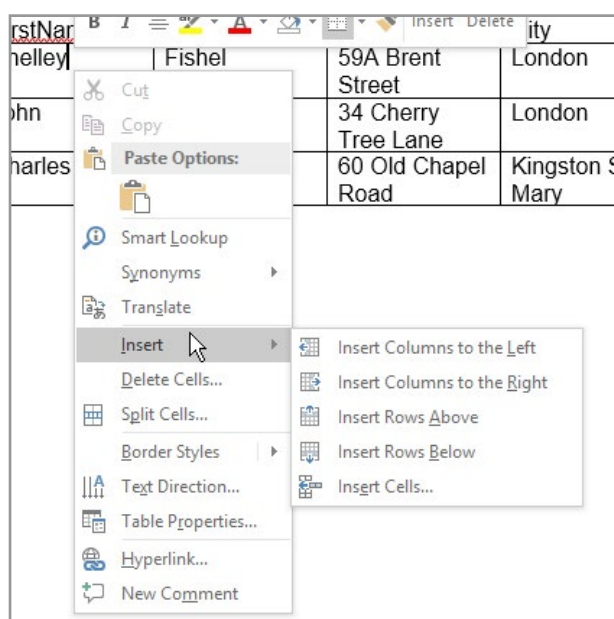 B I A Insert Delete
rstNar ity
helley Fishel 59A Brent London
Street
ohn 34 Cherry London
Tree Lane
harles 60 Old Chapel Kingston S
Road Mary
Cut
Copy
Paste Options:
Smart Lookup
Synonyms
Translate
Insert
Delete Cells...
Split Cells...
Border Styles
Text Direction...
Table Properties...
Hyperlink...
New Comment
Insert Columns to the Left
Insert Columns to the Right
Insert Rows Above
Insert Rows Below
Insert Cells...